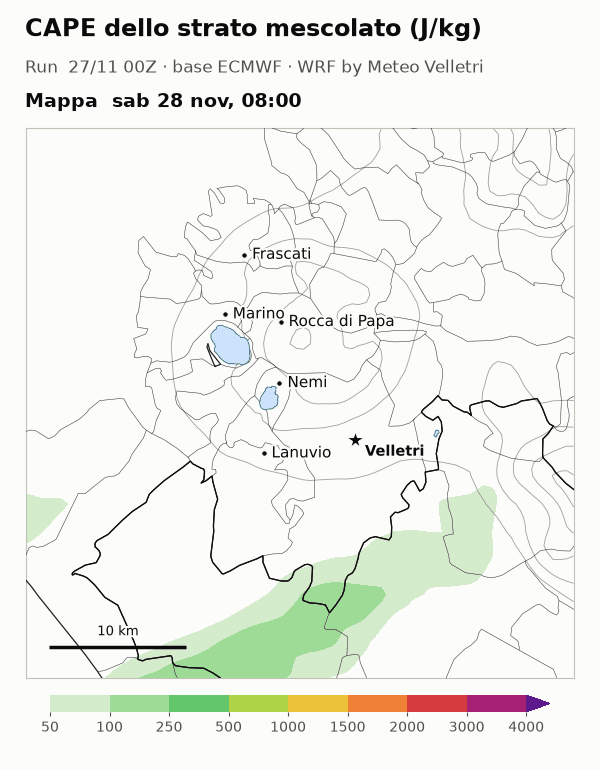 CAPE dello strato mescolato (J/kg)
Run  27/11 00Z · base ECMWF · WRF by Meteo Velletri
Mappa  sab 28 nov, 08:00
Frascati
Marino
Rocca di Papa
Nemi
Velletri
Lanuvio
10 km
50 100 250 500 1000 1500 2000 3000 4000